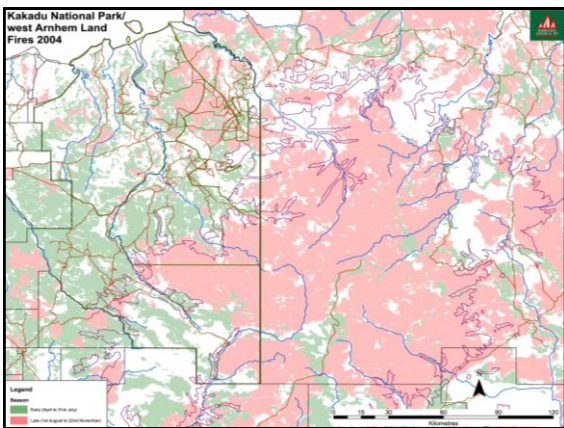 Kakadu National Park/
west Arnhem Land
Fires 2004
Legend
Season
Early (April to 31st July)
Late (1st August to 22nd November)
0 15 30 60 90 120
Kilometres